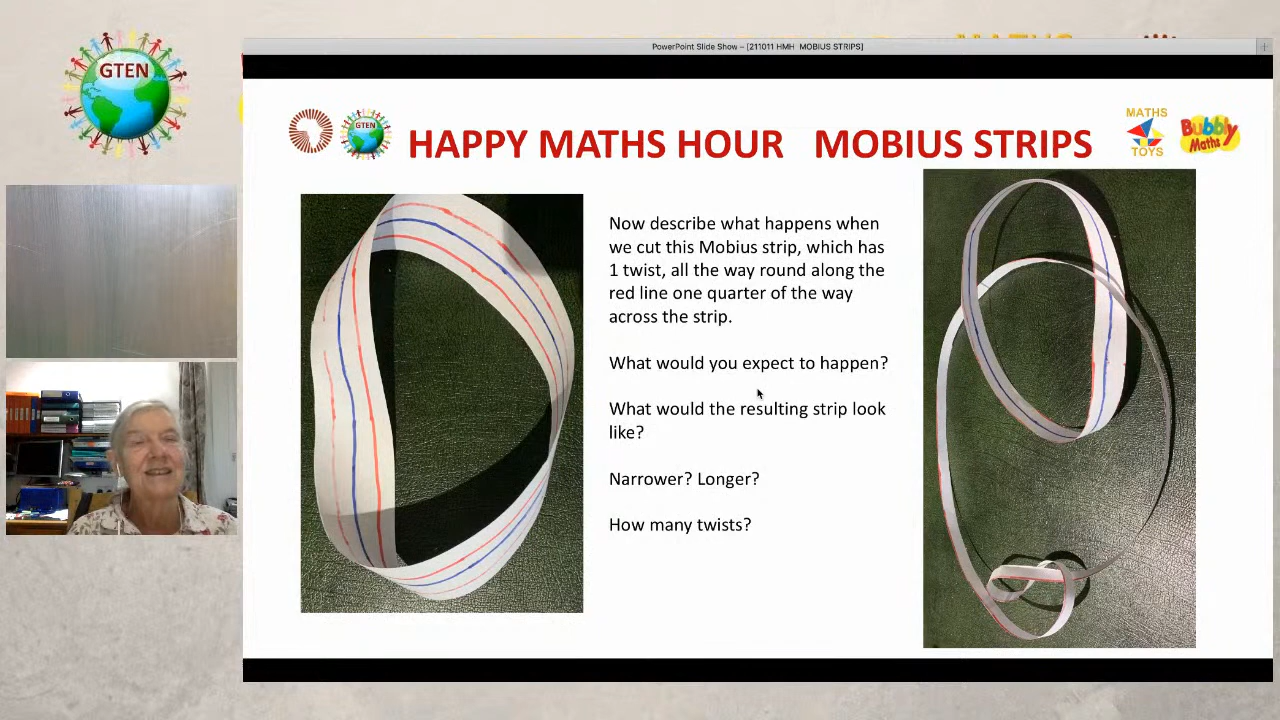 PowerPoint Slide Show - [211011 HMH MOBIUS STRIPS]
GTEN
GTEN
HAPPY MATHS HOUR MOBIUS STRIPS
MATHS
TOYS
Bubbly
Maths
Now describe what happens when
we cut this Mobius strip, which has
1 twist, all the way round along the
red line one quarter of the way
across the strip.
What would you expect to happen?
What would the resulting strip look
like?
Narrower? Longer?
How many twists?